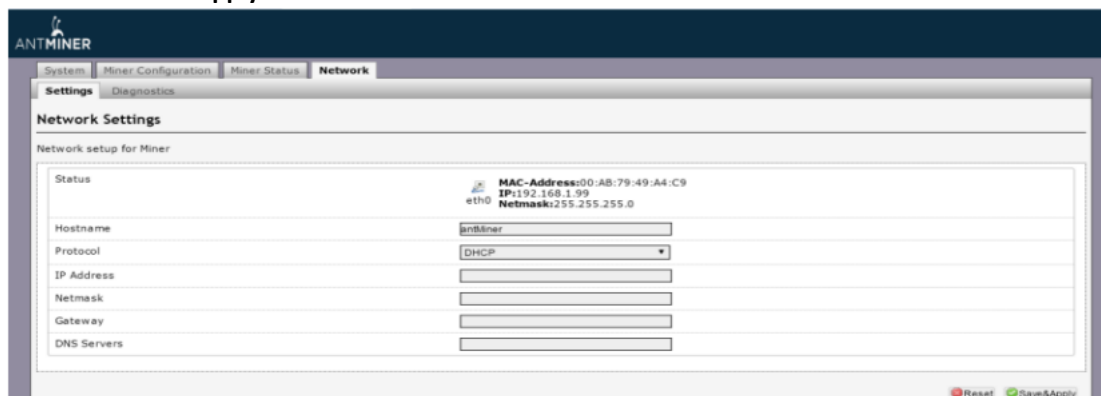 ANTMINER
System Miner Configuration Miner Status Network
Settings Diagnostics
Network Settings
Network setup for Miner
Status
MAC-Address:00:AB:79:49:A4:C9
IP:192.168.1.99
eth0
Netmask:255.255.255.0
Hostname antMiner
Protocol DHCP
IP Address
Netmask
Gateway
DNS Servers
Reset Save&Apply